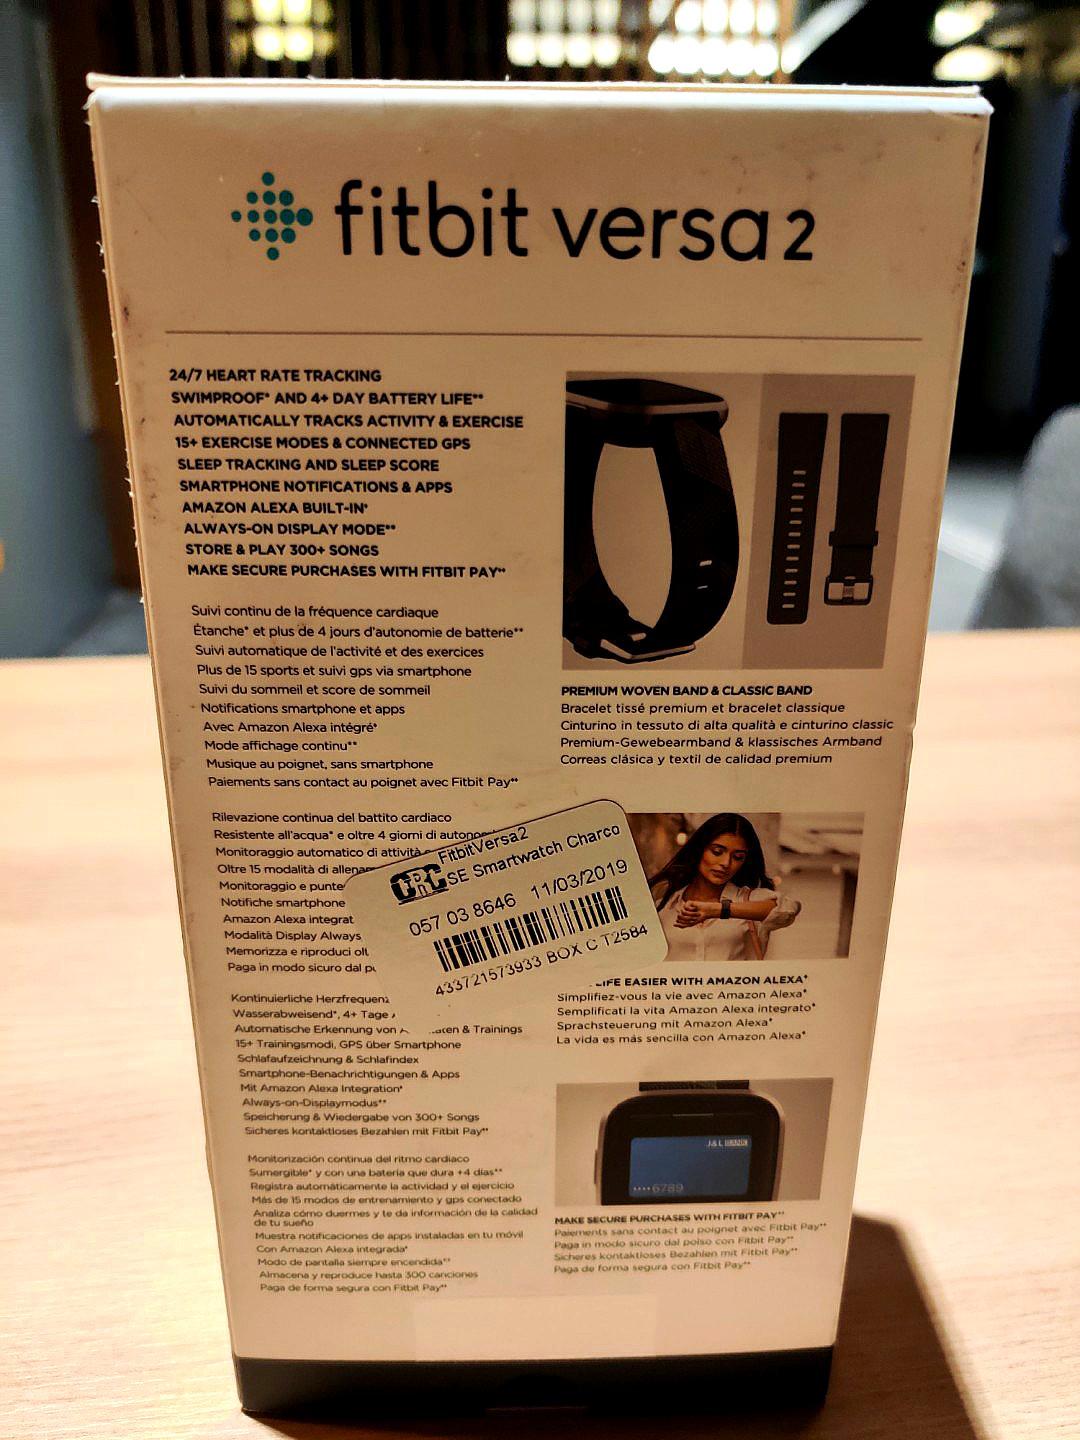 fitbit versa 2
24/7 HEART RATE TRACKING
SWIMPROOF* AND 4+ DAY BATTERY LIFE**
AUTOMATICALLY TRACKS ACTIVITY & EXERCISE
15+ EXERCISE MODES & CONNECTED GPS
SLEEP TRACKING AND SLEEP SCORE
SMARTPHONE NOTIFICATIONS & APPS
AMAZON ALEXA BUILT-IN*
ALWAYS-ON DISPLAY MODE**
STORE & PLAY 300+ SONGS
MAKE SECURE PURCHASES WITH FITBIT PAY**
Suivi continu de la fréquence cardiaque
Étanche* et plus de 4 jours d'autonomie de batterie**
Suivi automatique de l'activité et des exercices
Plus de 15 sports et suivi gps via smartphone
Suivi du sommeil et score de sommeil
Notifications smartphone et apps
Avec Amazon Alexa intégré*
Mode affichage continu**
Musique au poignet, sans smartphone
Paiements sans contact au poignet avec Fitbit Pay**
Rilevazione continua del battito cardiaco
Resistente all'acqua* e oltre 4 giorni di
Monitoraggio automatico di attività
Oltre 15 modalità di
Monitoraggio e
Notifiche smartphone
Amazon Alexa
Modalità Display Always
Memorizza e riproduci
Paga in modo sicuro dal
Kontinuierliche
Wasserabweisend*, 4+ Tage
Automatische Erkennung von & Trainings
15+ Trainingsmodi, GPS über Smartphone
Schlafaufzeichnung & Schlafindex
Smartphone-Benachrichtigungen & Apps
Mit Amazon Alexa Integration*
Always-on-Displaymodus**
Speicherung & Wiedergabe von 300+ Songs
Sicheres kontaktloses Bezahlen mit Fitbit Pay**
Monitorización continua del ritmo cardíaco
Sumergible* y con una batería que dura +4 días**
Registra automáticamente la actividad y el ejercicio
Más de 15 modos de entrenamiento y gps conectado
Analiza cómo duermes y te da información de la calidad
de tu sueño
Muestra notificaciones de apps instaladas en tu móvil
Con Amazon Alexa integrada*
Modo de pantalla siempre encendida**
Almacena y reproduce hasta 300 canciones
Paga de forma segura con Fitbit Pay**
PREMIUM WOVEN BAND & CLASSIC BAND
Bracelet tissé premium et bracelet classique
Cinturino in tessuto di alta qualità e cinturino classic
Premium-Gewebearmband & klassisches Armband
Correas clásica y textil de calidad premium
FitbitVersa2
CRC SE Smartwatch Charco
057 03 8646 11/03/2019
433721573933 BOX C T2584
EASIER WITH AMAZON ALEXA*
Simplifiez-vous la vie avec Amazon Alexa*
Semplificati la vita Amazon Alexa integrato*
Sprachsteuerung mit Amazon Alexa*
La vida es más sencilla con Amazon Alexa*
J&L BANK
••••6789
MAKE SECURE PURCHASES WITH FITBIT PAY**
Paiements sans contact au poignet avec Fitbit Pay**
Paga in modo sicuro dal polso con Fitbit Pay**
Sicheres kontaktloses Bezahlen mit Fitbit Pay**
Paga de forma segura con Fitbit Pay**